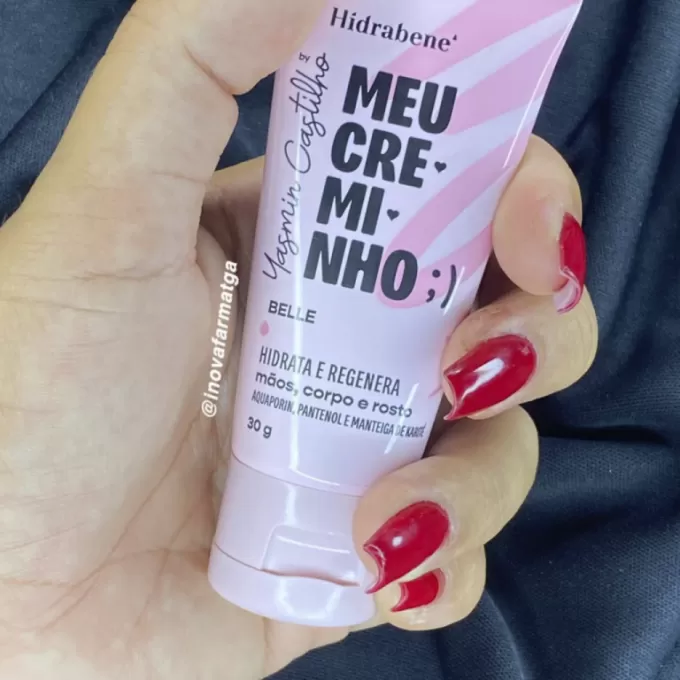 Hidrabene
by
Yasmin Castilho
MEU
CRE-
MI-
NHO ;)
BELLE
HIDRATA E REGENERA
mãos, corpo e rosto
AQUAPORIN, PANTENOL E MANTEIGA DE KARITÉ
30 g
@inovafarmatga